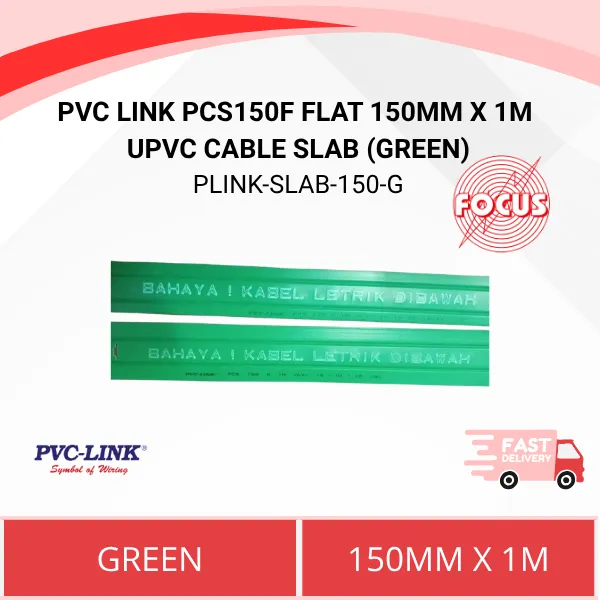 PVC LINK PCS150F FLAT 150MM X 1M
UPVC CABLE SLAB (GREEN)
PLINK-SLAB-150-G
FOCUS
BAHAYA ! KABEL LETRIK DIBAWAH
BAHAYA ! KABEL LETRIK DIBAWAH
PVC-LINK®
Symbol of Wiring
FAST
DELIVERY
GREEN
150MM X 1M